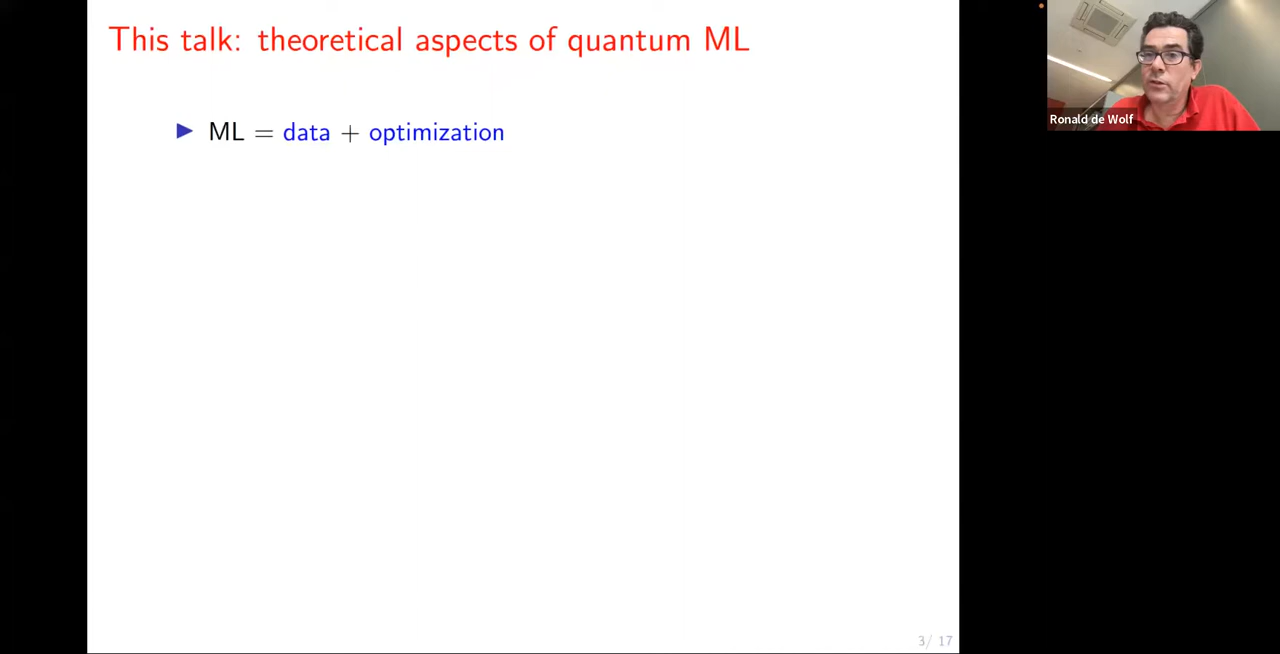 This talk: theoretical aspects of quantum ML
▶ ML = data + optimization
Ronald de Wolf
3/ 17